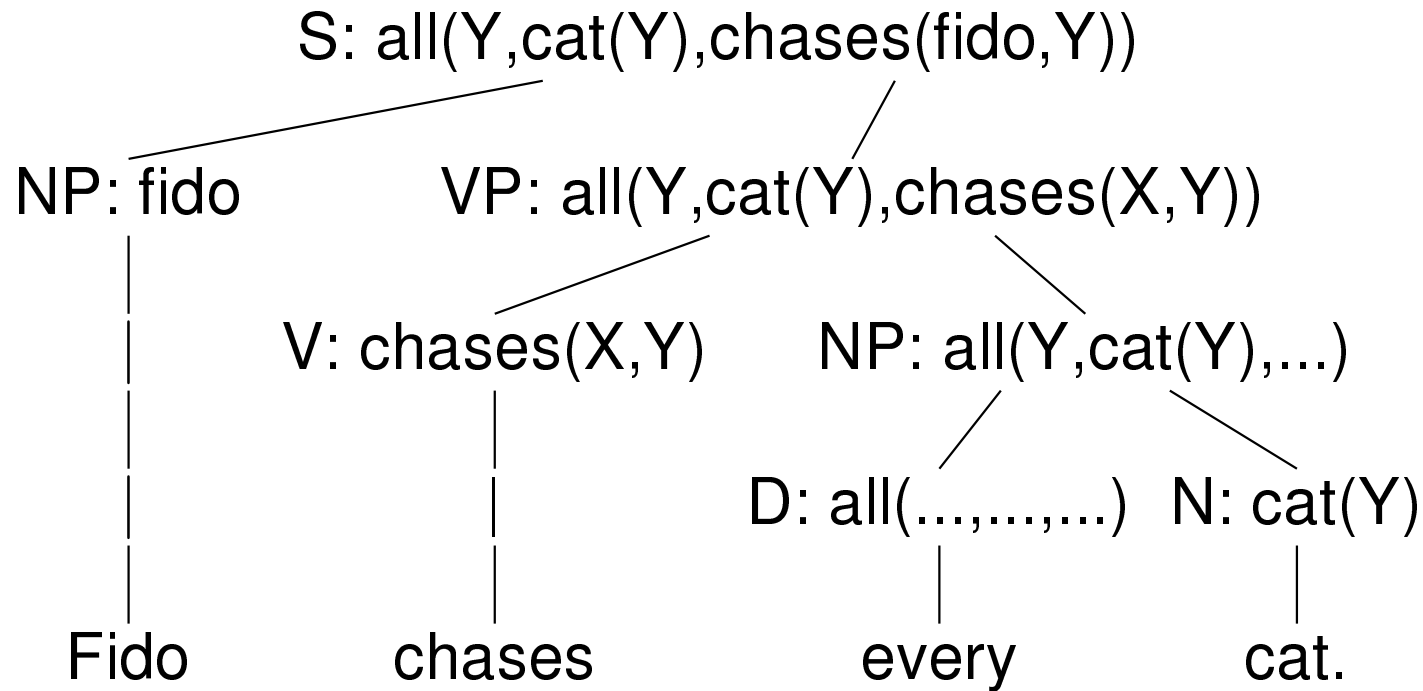 S: all(Y,cat(Y),chases(fido,Y))
NP: fido VP: all(Y,cat(Y),chases(X,Y))
V: chases(X,Y) NP: all(Y,cat(Y),....)
D: all(...,...,...) N: cat(Y)
Fido chases every cat.